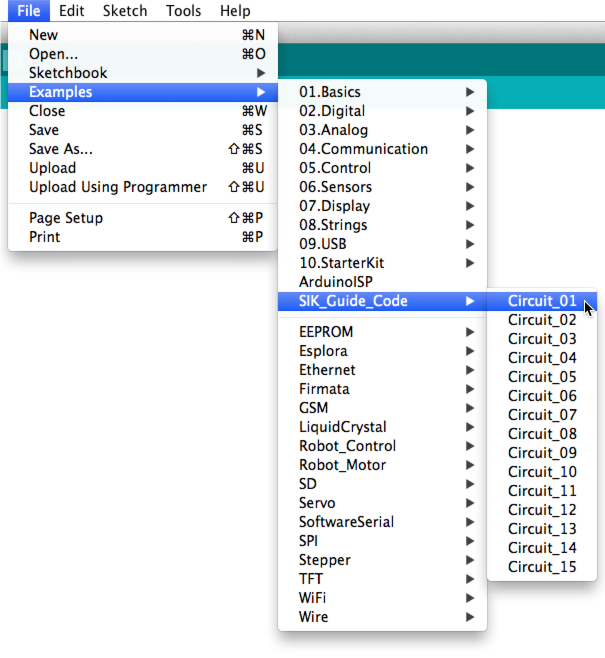 File Edit Sketch Tools Help
New ⌘N
Open... ⌘O
Sketchbook
Examples
Close ⌘W
Save ⌘S
Save As... ⇧⌘S
Upload ⌘U
Upload Using Programmer ⇧⌘U
Page Setup ⇧⌘P
Print ⌘P
01.Basics
02.Digital
03.Analog
04.Communication
05.Control
06.Sensors
07.Display
08.Strings
09.USB
10.StarterKit
ArduinoISP
SIK_Guide_Code
EEPROM
Esplora
Ethernet
Firmata
GSM
LiquidCrystal
Robot_Control
Robot_Motor
SD
Servo
SoftwareSerial
SPI
Stepper
TFT
WiFi
Wire
Circuit_01
Circuit_02
Circuit_03
Circuit_04
Circuit_05
Circuit_06
Circuit_07
Circuit_08
Circuit_09
Circuit_10
Circuit_11
Circuit_12
Circuit_13
Circuit_14
Circuit_15